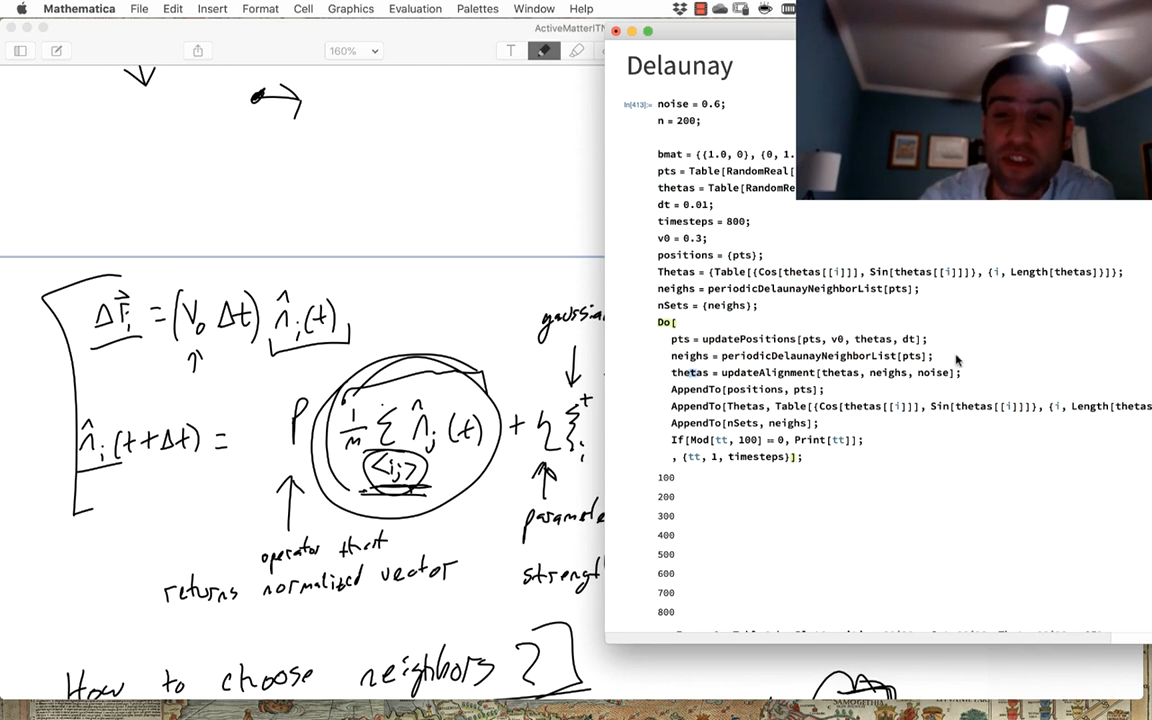 Mathematica File Edit Insert Format Cell Graphics Evaluation Palettes Window Help
ActiveMatterITN
160%
T
Δr⃗ᵢ = (v₀ Δt) n̂ᵢ(t)
gaussia
n̂ᵢ(t+Δt) = P (1/m Σ n̂ⱼ(t)) + η ξᵢᵗ
<ij>
operator that
returns normalized vector
parame
strength
How to choose neighbors ?
Delaunay
In[413]:= noise = 0.6;
n = 200;
bmat = {{1.0, 0}, {0, 1.
pts = Table[RandomReal[
thetas = Table[RandomRe
dt = 0.01;
timesteps = 800;
v0 = 0.3;
positions = {pts};
Thetas = {Table[{Cos[thetas[[i]]], Sin[thetas[[i]]]}, {i, Length[thetas]}]};
neighs = periodicDelaunayNeighborList[pts];
nSets = {neighs};
Do[
pts = updatePositions[pts, v0, thetas, dt];
neighs = periodicDelaunayNeighborList[pts];
thetas = updateAlignment[thetas, neighs, noise];
AppendTo[positions, pts];
AppendTo[Thetas, Table[{Cos[thetas[[i]]], Sin[thetas[[i]]]}, {i, Length[thetas
AppendTo[nSets, neighs];
If[Mod[tt, 100] == 0, Print[tt]];
, {tt, 1, timesteps}];
100
200
300
400
500
600
700
800